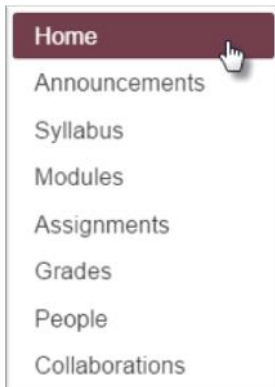 Home
Announcements
Syllabus
Modules
Assignments
Grades
People
Collaborations